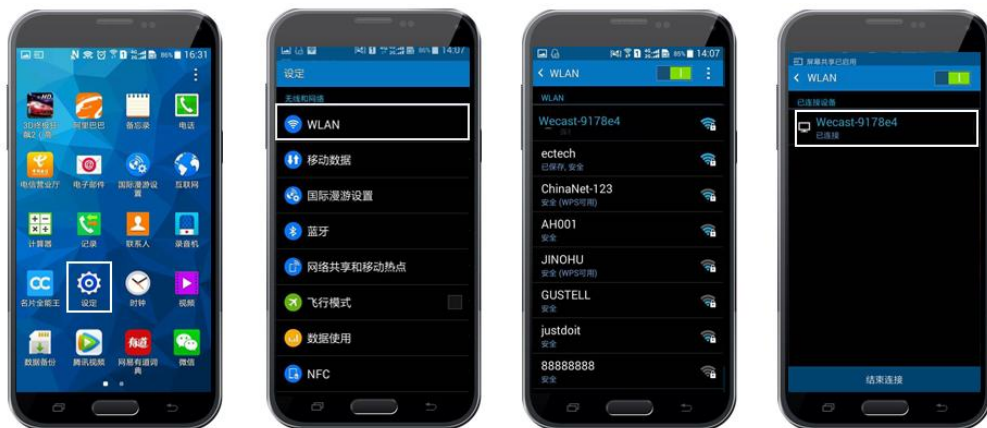 16:31
阿里巴巴
备忘录
电话
电信营业厅
电子邮件
国际漫游设置
互联网
计算器
记录
联系人
录音机
名片全能王
设定
时钟
视频
数据备份
腾讯视频
网易有道词典
微信
85% 14:07
设定
无线和网络
WLAN
移动数据
国际漫游设置
蓝牙
网络共享和移动热点
飞行模式
数据使用
NFC
85% 14:07
WLAN
WLAN
Wecast-9178e4
ectech
已保存, 安全
ChinaNet-123
安全 (WPS可用)
AH001
安全
JINOHU
安全 (WPS可用)
GUSTELL
安全
justdoit
安全
88888888
安全
屏幕共享已启用
WLAN
已连接设备
Wecast-9178e4
已连接
结束连接